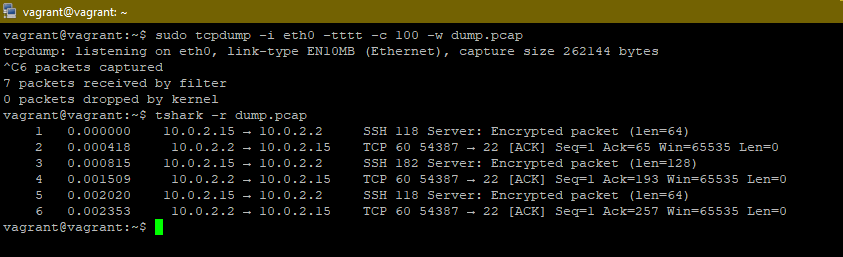 vagrant@vagrant: ~
vagrant@vagrant:~$ sudo tcpdump -i eth0 -tttt -c 100 -w dump.pcap
tcpdump: listening on eth0, link-type EN10MB (Ethernet), capture size 262144 bytes
^C6 packets captured
7 packets received by filter
0 packets dropped by kernel
vagrant@vagrant:~$ tshark -r dump.pcap
1 0.000000 10.0.2.15 → 10.0.2.2 SSH 118 Server: Encrypted packet (len=64)
2 0.000418 10.0.2.2 → 10.0.2.15 TCP 60 54387 → 22 [ACK] Seq=1 Ack=65 Win=65535 Len=0
3 0.000815 10.0.2.15 → 10.0.2.2 SSH 182 Server: Encrypted packet (len=128)
4 0.001509 10.0.2.2 → 10.0.2.15 TCP 60 54387 → 22 [ACK] Seq=1 Ack=193 Win=65535 Len=0
5 0.002020 10.0.2.15 → 10.0.2.2 SSH 118 Server: Encrypted packet (len=64)
6 0.002353 10.0.2.2 → 10.0.2.15 TCP 60 54387 → 22 [ACK] Seq=1 Ack=257 Win=65535 Len=0
vagrant@vagrant:~$